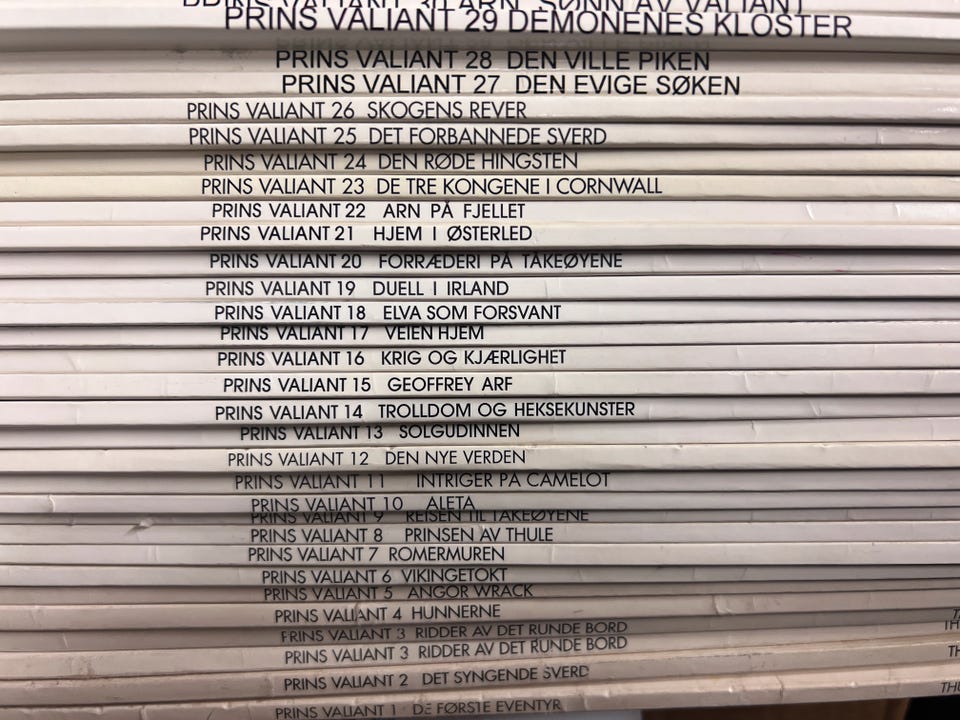 PRINS VALIANT 30 ARN, SØNN AV VALIANT
PRINS VALIANT 29 DEMONENES KLOSTER
PRINS VALIANT 28 DEN VILLE PIKEN
PRINS VALIANT 27 DEN EVIGE SØKEN
PRINS VALIANT 26 SKOGENS REVER
PRINS VALIANT 25 DET FORBANNEDE SVERD
PRINS VALIANT 24 DEN RØDE HINGSTEN
PRINS VALIANT 23 DE TRE KONGENE I CORNWALL
PRINS VALIANT 22 ARN PÅ FJELLET
PRINS VALIANT 21 HJEM I ØSTERLED
PRINS VALIANT 20 FORRÆDERI PÅ TÅKEØYENE
PRINS VALIANT 19 DUELL I IRLAND
PRINS VALIANT 18 ELVA SOM FORSVANT
PRINS VALIANT 17 VEIEN HJEM
PRINS VALIANT 16 KRIG OG KJÆRLIGHET
PRINS VALIANT 15 GEOFFREY ARF
PRINS VALIANT 14 TROLLDOM OG HEKSEKUNSTER
PRINS VALIANT 13 SOLGUDINNEN
PRINS VALIANT 12 DEN NYE VERDEN
PRINS VALIANT 11 INTRIGER PÅ CAMELOT
PRINS VALIANT 10 ALETA
PRINS VALIANT 9 REISEN TIL TÅKEØYENE
PRINS VALIANT 8 PRINSEN AV THULE
PRINS VALIANT 7 ROMERMUREN
PRINS VALIANT 6 VIKINGETOKT
PRINS VALIANT 5 ANGOR WRACK
PRINS VALIANT 4 HUNNERNE
PRINS VALIANT 3 RIDDER AV DET RUNDE BORD
PRINS VALIANT 3 RIDDER AV DET RUNDE BORD
PRINS VALIANT 2 DET SYNGENDE SVERD
PRINS VALIANT 1 DE FØRSTE EVENTYR